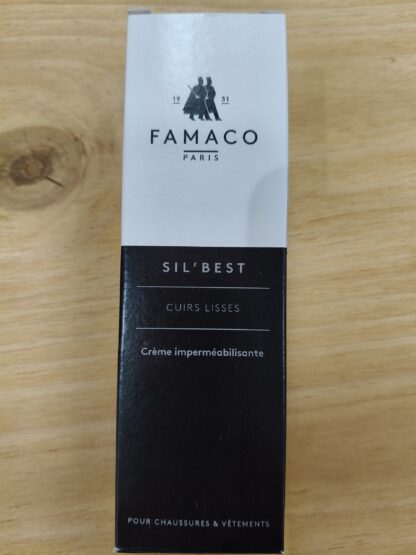 19 31
FAMACO
PARIS
SIL'BEST
CUIRS LISSES
Crème imperméabilisante
POUR CHAUSSURES & VÊTEMENTS